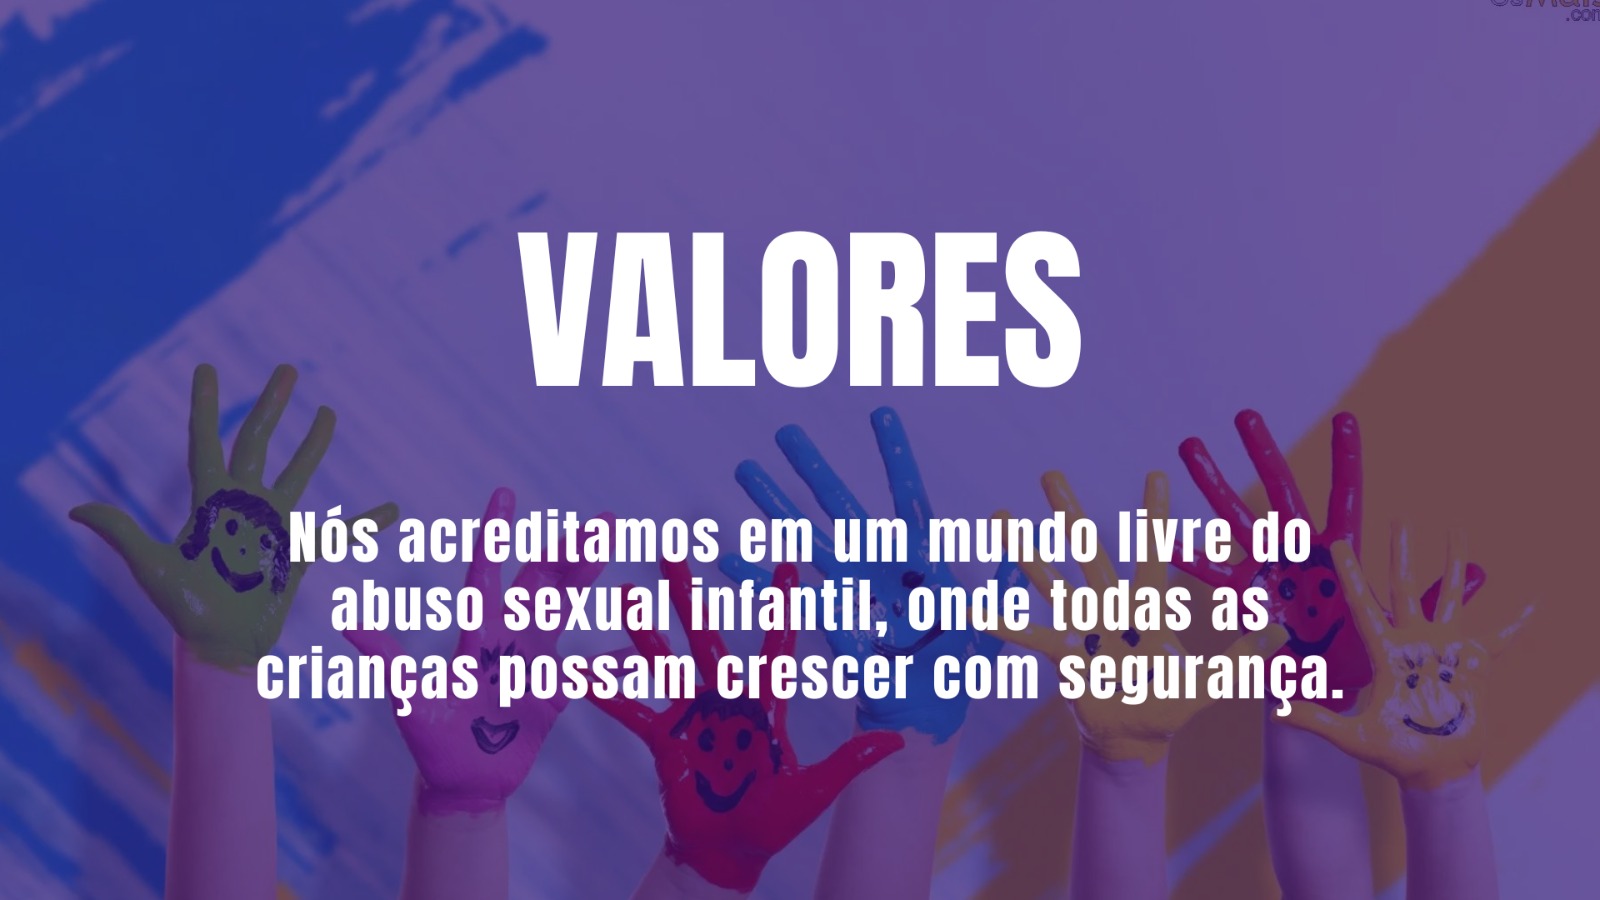 .com
VALORES
Nós acreditamos em um mundo livre do
abuso sexual infantil, onde todas as
crianças possam crescer com segurança.